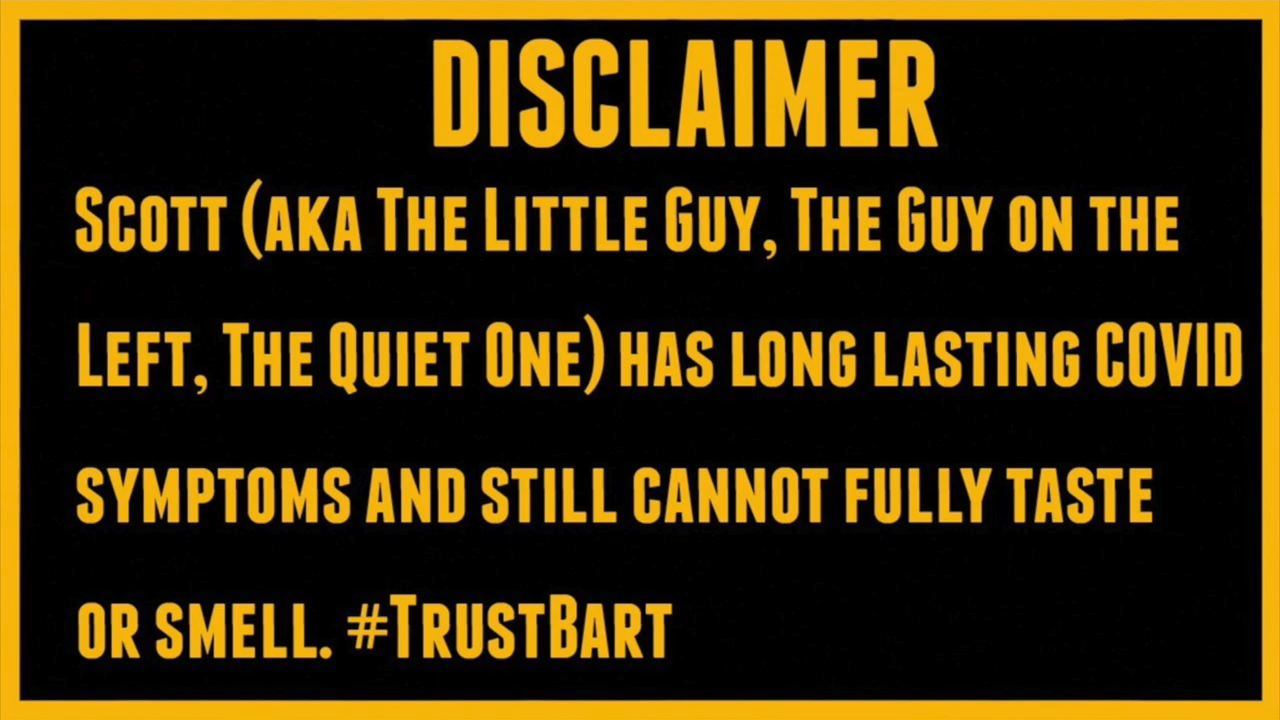 DISCLAIMER
Scott (aka The Little Guy, The Guy on the
Left, The Quiet One) has long lasting COVID
symptoms and still cannot fully taste
or smell. #TrustBart